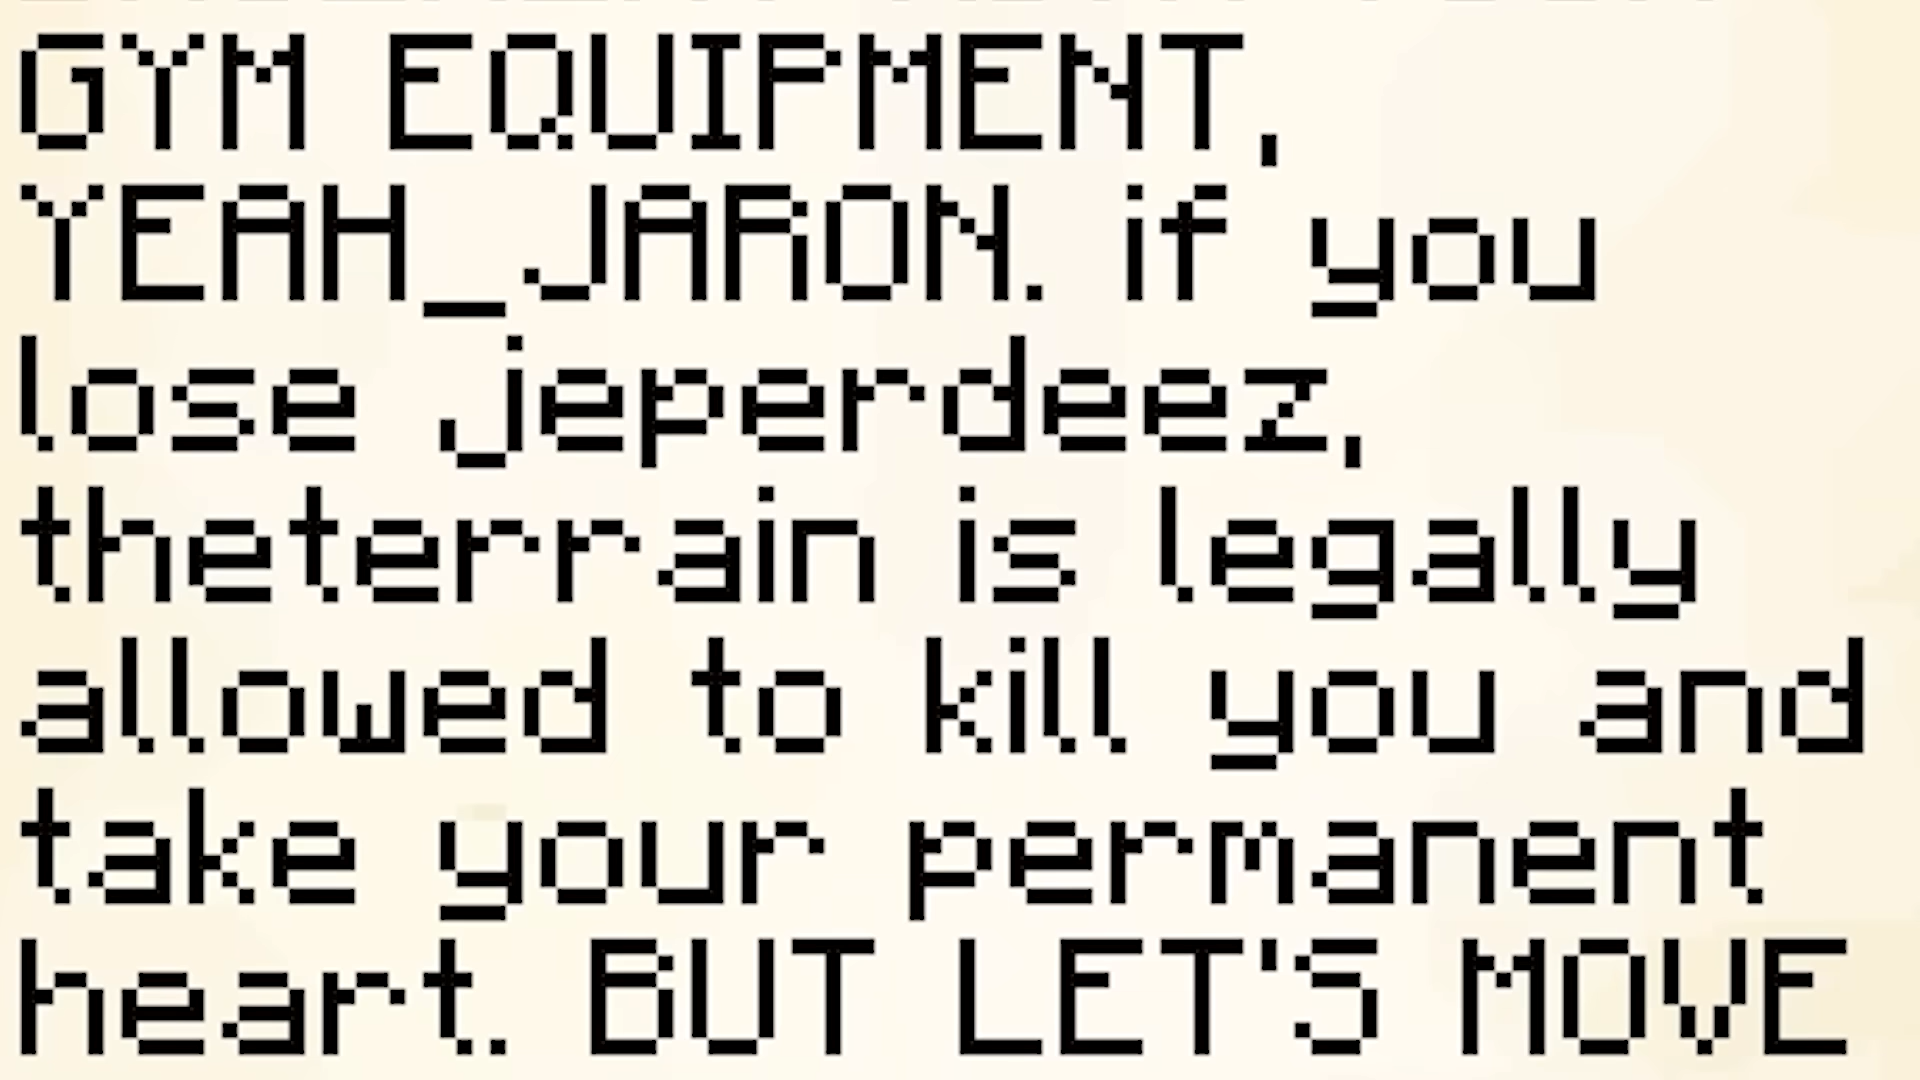 GYM EQUIPMENT,
YEAH_JARON. if you
lose jeperdeez,
theterrain is legally
allowed to kill you and
take your permanent
heart. BUT LET'S MOVE